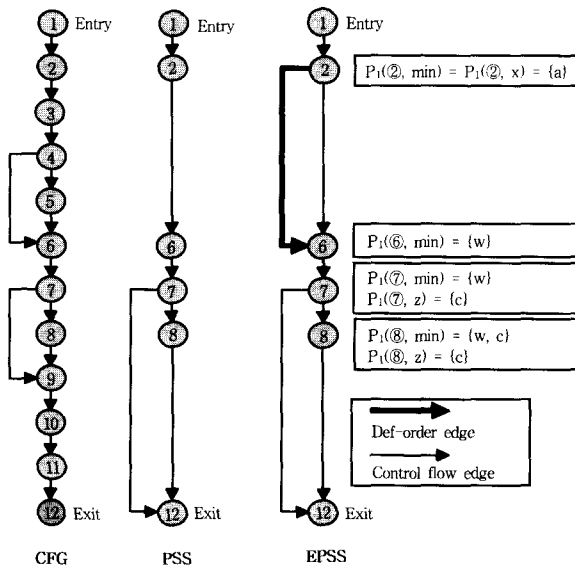 1 Entry
2
3
4
5
6
7
8
9
10
11
12 Exit
CFG
1 Entry
2
6
7
8
12 Exit
PSS
1 Entry
2
6
7
8
12 Exit
EPSS
P₁(②, min) = P₁(②, x) = {a}
P₁(⑥, min) = {w}
P₁(⑦, min) = {w}
P₁(⑦, z) = {c}
P₁(⑧, min) = {w, c}
P₁(⑧, z) = {c}
Def-order edge
Control flow edge